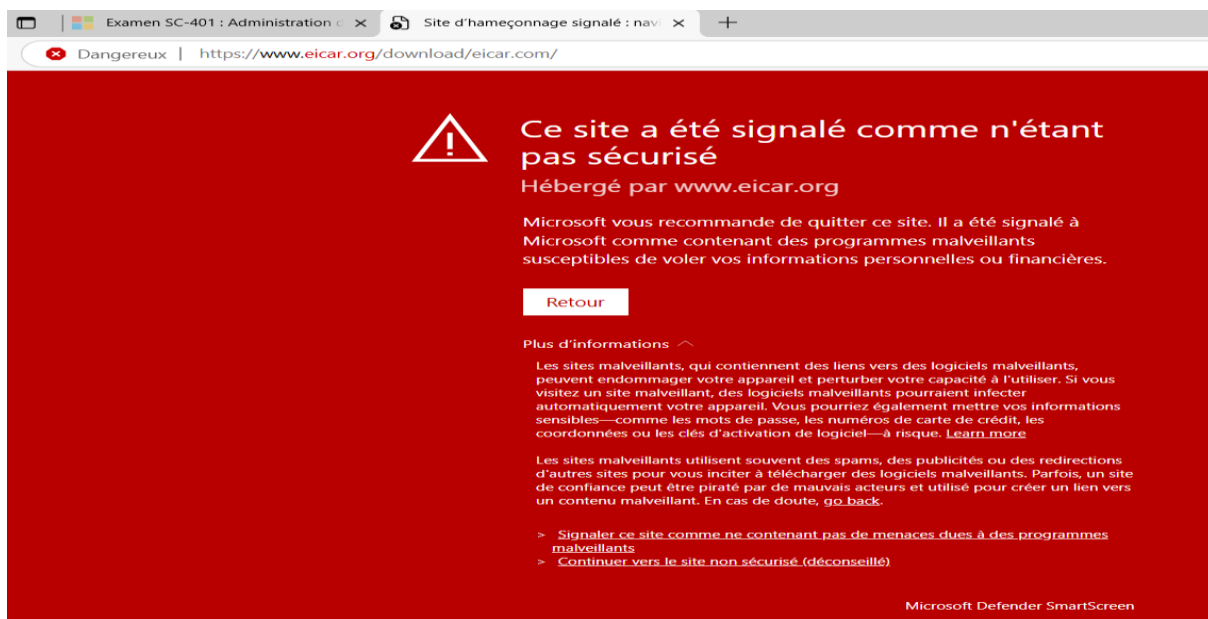 Examen SC-401 : Administration d
Site d'hameçonnage signalé : navi
Dangereux | https://www.eicar.org/download/eicar.com/
Ce site a été signalé comme n'étant
pas sécurisé
Hébergé par www.eicar.org
Microsoft vous recommande de quitter ce site. Il a été signalé à
Microsoft comme contenant des programmes malveillants
susceptibles de voler vos informations personnelles ou financières.
Retour
Plus d'informations
Les sites malveillants, qui contiennent des liens vers des logiciels malveillants,
peuvent endommager votre appareil et perturber votre capacité à l'utiliser. Si vous
visitez un site malveillant, des logiciels malveillants pourraient infecter
automatiquement votre appareil. Vous pourriez également mettre vos informations
sensibles—comme les mots de passe, les numéros de carte de crédit, les
coordonnées ou les clés d'activation de logiciel—à risque. Learn more
Les sites malveillants utilisent souvent des spams, des publicités ou des redirections
d'autres sites pour vous inciter à télécharger des logiciels malveillants. Parfois, un site
de confiance peut être piraté par de mauvais acteurs et utilisé pour créer un lien vers
un contenu malveillant. En cas de doute, go back.
> Signaler ce site comme ne contenant pas de menaces dues à des programmes
malveillants
> Continuer vers le site non sécurisé (déconseillé)
Microsoft Defender SmartScreen